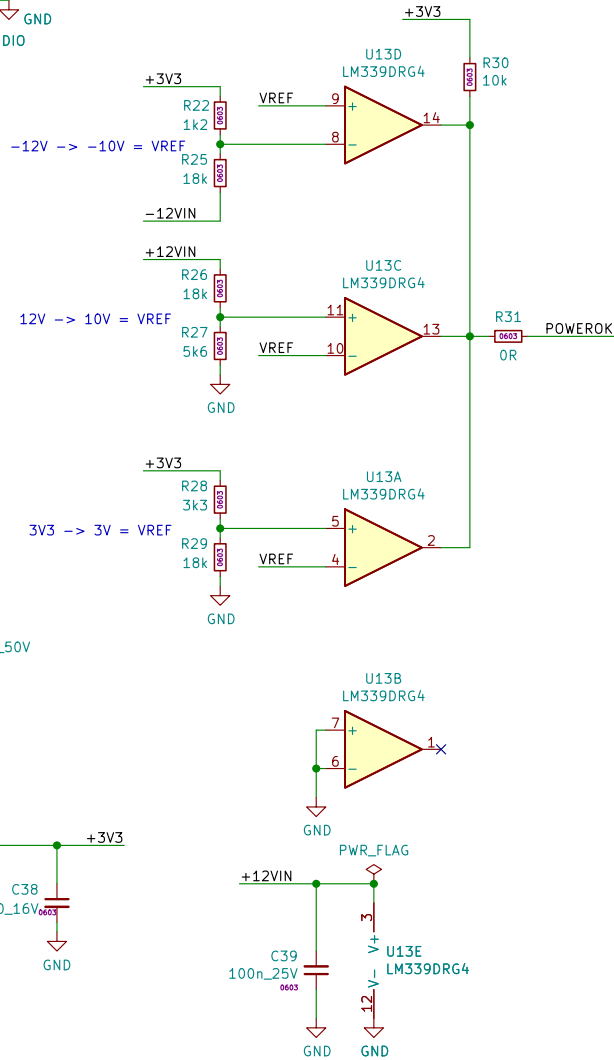 GND
DIO
+3V3
R30
0603
10k
U13D
LM339DRG4
+3V3
R22
0603
1k2
VREF
9
+
14
8
−
-12V -> -10V = VREF
R25
0603
18k
-12VIN
+12VIN
R26
0603
18k
U13C
LM339DRG4
11
+
13
12V -> 10V = VREF
R27
0603
5k6
VREF
10
−
GND
R31
0603
0R
POWEROK
+3V3
R28
0603
3k3
U13A
LM339DRG4
5
+
2
3V3 -> 3V = VREF
R29
0603
18k
VREF
4
−
GND
_50V
U13B
LM339DRG4
7
+
1
6
−
GND
+3V3
C38
0_16V
0603
GND
PWR_FLAG
+12VIN
3
V+
U13E
LM339DRG4
V-
12
C39
100n_25V
0603
GND
GND